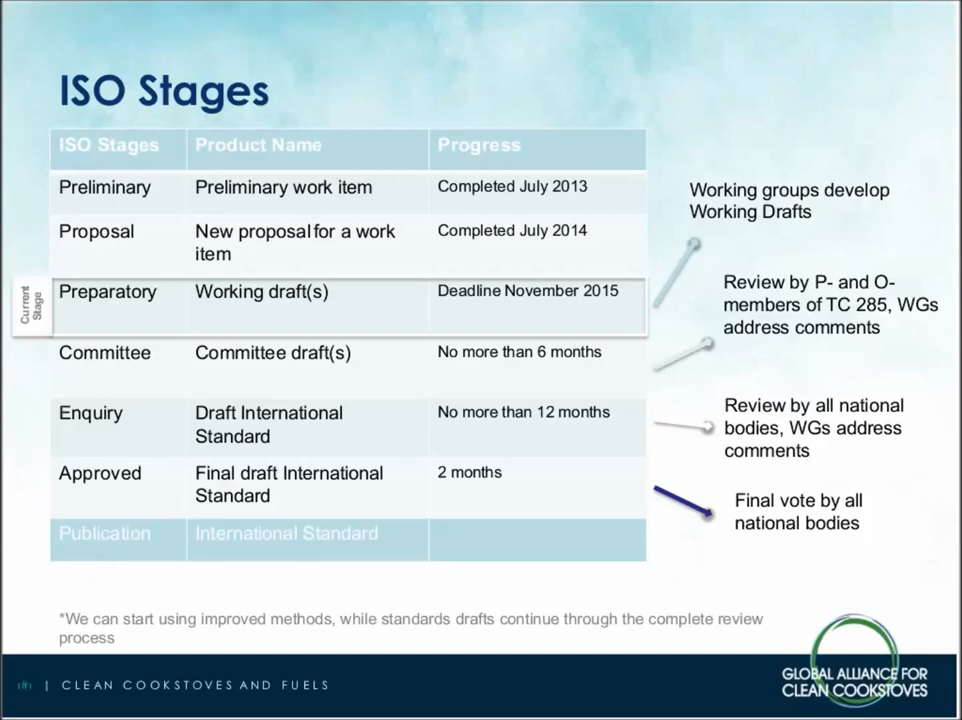 ISO Stages
ISO Stages Product Name Progress
Preliminary Preliminary work item Completed July 2013
Proposal New proposal for a work item Completed July 2014
Current Stage
Preparatory Working draft(s) Deadline November 2015
Committee Committee draft(s) No more than 6 months
Enquiry Draft International Standard No more than 12 months
Approved Final draft International Standard 2 months
Publication International Standard
Working groups develop
Working Drafts
Review by P- and O-
members of TC 285, WGs
address comments
Review by all national
bodies, WGs address
comments
Final vote by all
national bodies
*We can start using improved methods, while standards drafts continue through the complete review
process
‹#› | CLEAN COOKSTOVES AND FUELS
GLOBAL ALLIANCE FOR
CLEAN COOKSTOVES